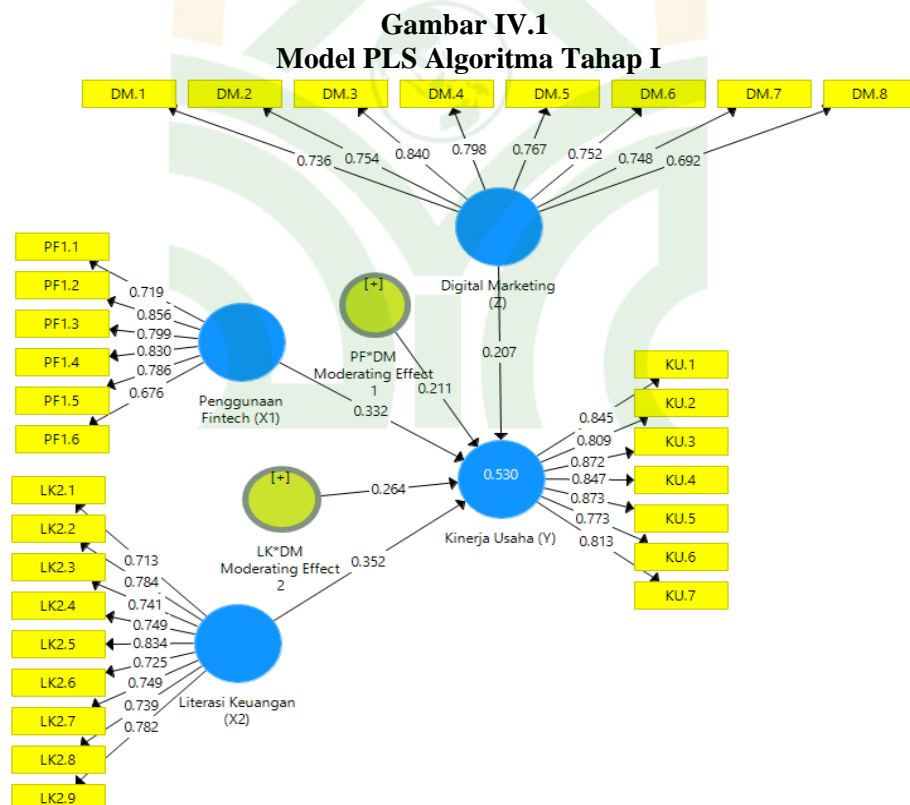 Gambar IV.1
Model PLS Algoritma Tahap I
DM.1 DM.2 DM.3 DM.4 DM.5 DM.6 DM.7 DM.8
0.736 0.754 0.840 0.798 0.767 0.752 0.748 0.692
Digital Marketing
(Z)
0.207
PF1.1
PF1.2
PF1.3
PF1.4
PF1.5
PF1.6
0.719
0.856
0.799
0.830
0.786
0.676
Penggunaan
Fintech (X1)
0.332
[+]
PF*DM
Moderating Effect
1
0.211
[+]
LK*DM
Moderating Effect
2
0.264
0.530
Kinerja Usaha (Y)
0.845
0.809
0.872
0.847
0.873
0.773
0.813
KU.1
KU.2
KU.3
KU.4
KU.5
KU.6
KU.7
LK2.1
LK2.2
LK2.3
LK2.4
LK2.5
LK2.6
LK2.7
LK2.8
LK2.9
0.713
0.784
0.741
0.749
0.834
0.725
0.749
0.739
0.782
Literasi Keuangan
(X2)
0.352